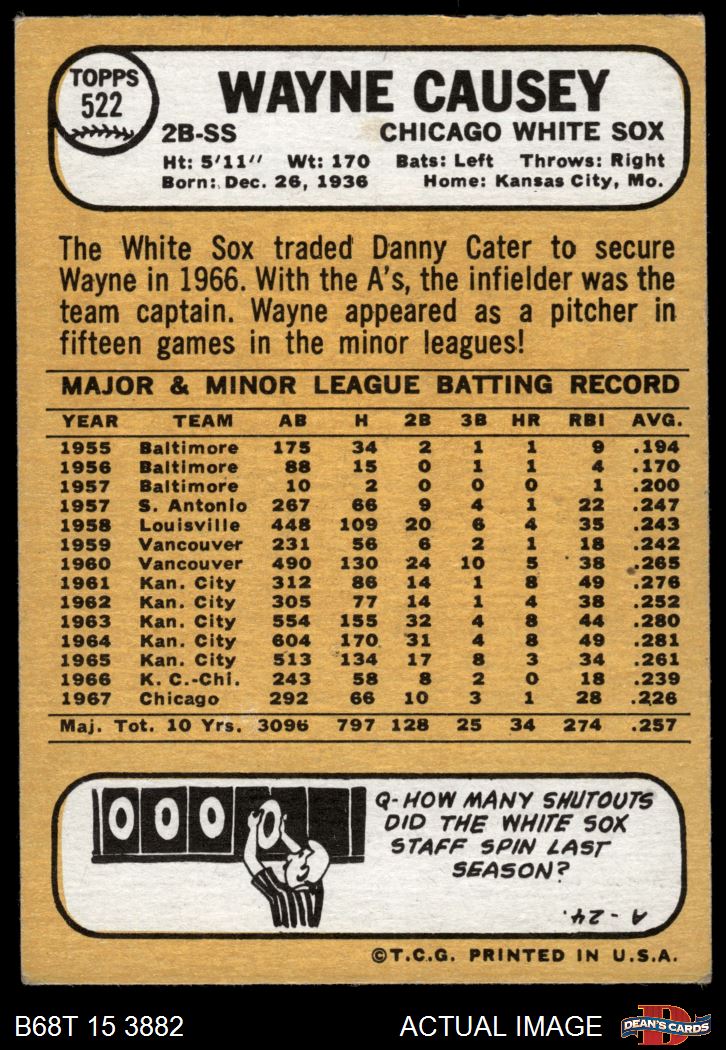 TOPPS
522
WAYNE CAUSEY
2B-SS CHICAGO WHITE SOX
Ht: 5'11" Wt: 170 Bats: Left Throws: Right
Born: Dec. 26, 1936 Home: Kansas City, Mo.
The White Sox traded Danny Cater to secure
Wayne in 1966. With the A's, the infielder was the
team captain. Wayne appeared as a pitcher in
fifteen games in the minor leagues!
MAJOR & MINOR LEAGUE BATTING RECORD
YEAR TEAM AB H 2B 3B HR RBI AVG.
1955 Baltimore 175 34 2 1 1 9 .194
1956 Baltimore 88 15 0 1 1 4 .170
1957 Baltimore 10 2 0 0 0 1 .200
1957 S. Antonio 267 66 9 4 1 22 .247
1958 Louisville 448 109 20 6 4 35 .243
1959 Vancouver 231 56 6 2 1 18 .242
1960 Vancouver 490 130 24 10 5 38 .265
1961 Kan. City 312 86 14 1 8 49 .276
1962 Kan. City 305 77 14 1 4 38 .252
1963 Kan. City 554 155 32 4 8 44 .280
1964 Kan. City 604 170 31 4 8 49 .281
1965 Kan. City 513 134 17 8 3 34 .261
1966 K. C.-Chi. 243 58 8 2 0 18 .239
1967 Chicago 292 66 10 3 1 28 .226
Maj. Tot. 10 Yrs. 3096 797 128 25 34 274 .257
0 0 0 0
Q-HOW MANY SHUTOUTS
DID THE WHITE SOX
STAFF SPIN LAST
SEASON?
A-24.
©T.C.G. PRINTED IN U.S.A.
B68T 15 3882 ACTUAL IMAGE D DEAN'S CARDS